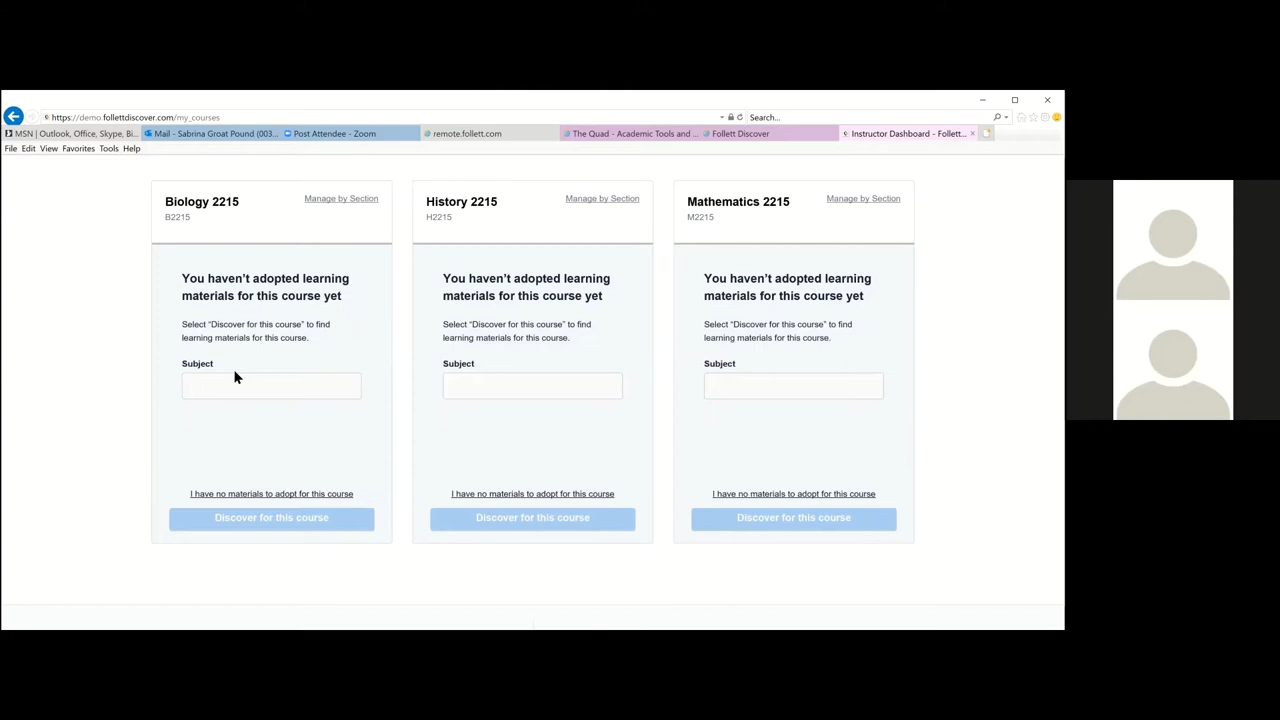 https://demo.follettdiscover.com/my_courses
Search...
MSN | Outlook, Office, Skype, Bi...
Mail - Sabrina Groat Pound (003...
Post Attendee - Zoom
remote.follett.com
The Quad - Academic Tools and ...
Follett Discover
Instructor Dashboard - Follett...
File Edit View Favorites Tools Help
Biology 2215
Manage by Section
B2215
You haven’t adopted learning
materials for this course yet
Select “Discover for this course” to find
learning materials for this course.
Subject
I have no materials to adopt for this course
Discover for this course
History 2215
Manage by Section
H2215
You haven’t adopted learning
materials for this course yet
Select “Discover for this course” to find
learning materials for this course.
Subject
I have no materials to adopt for this course
Discover for this course
Mathematics 2215
Manage by Section
M2215
You haven’t adopted learning
materials for this course yet
Select “Discover for this course” to find
learning materials for this course.
Subject
I have no materials to adopt for this course
Discover for this course